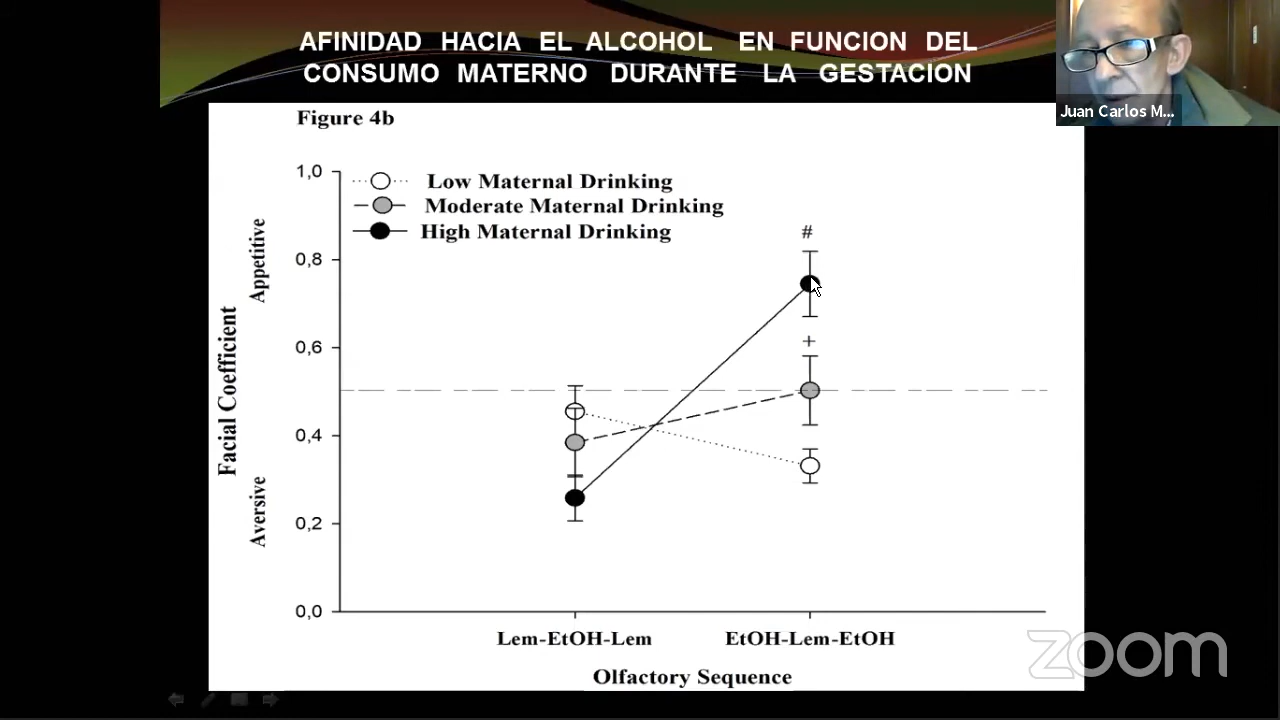 AFINIDAD HACIA EL ALCOHOL EN FUNCION DEL
CONSUMO MATERNO DURANTE LA GESTACION
Juan Carlos M...
Figure 4b
1,0
0,8
0,6
0,4
0,2
0,0
Low Maternal Drinking
Moderate Maternal Drinking
High Maternal Drinking
#
+
Appetitive
Facial Coefficient
Aversive
Lem-EtOH-Lem
EtOH-Lem-EtOH
Olfactory Sequence
zoom